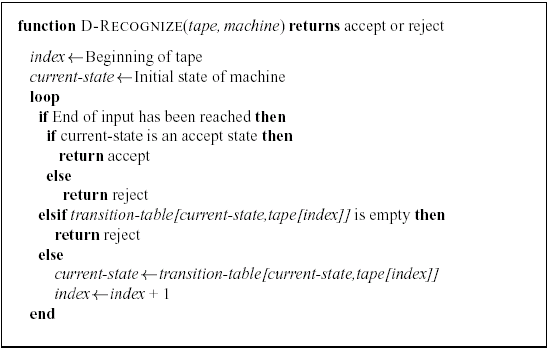 function D-RECOGNIZE(tape, machine) returns accept or reject
index←Beginning of tape
current-state←Initial state of machine
loop
if End of input has been reached then
if current-state is an accept state then
return accept
else
return reject
elsif transition-table[current-state,tape[index]] is empty then
return reject
else
current-state←transition-table[current-state,tape[index]]
index←index + 1
end